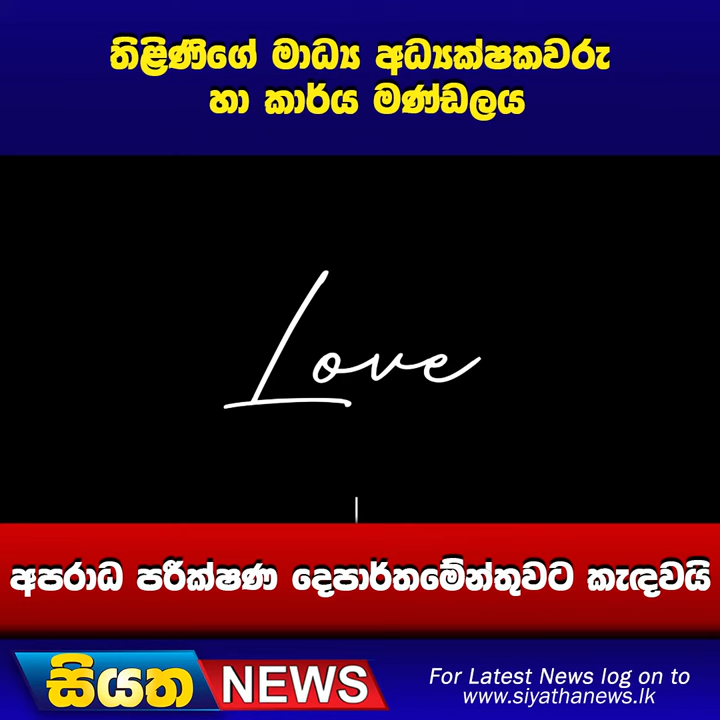 තිළිණිගේ මාධ්‍ය අධ්‍යක්ෂකවරු
හා කාර්ය මණ්ඩලය
Love
අපරාධ පරීක්ෂණ දෙපාර්තමේන්තුවට කැඳවයි
සියත NEWS
For Latest News log on to
www.siyathanews.lk